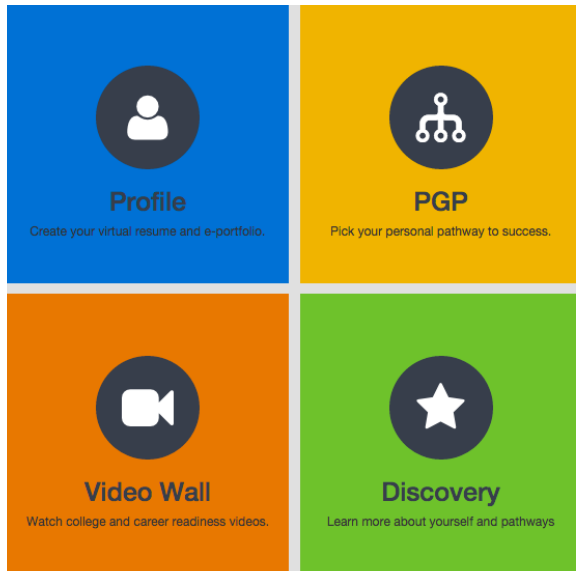 Profile
Create your virtual resume and e-portfolio.
PGP
Pick your personal pathway to success.
Video Wall
Watch college and career readiness videos.
Discovery
Learn more about yourself and pathways